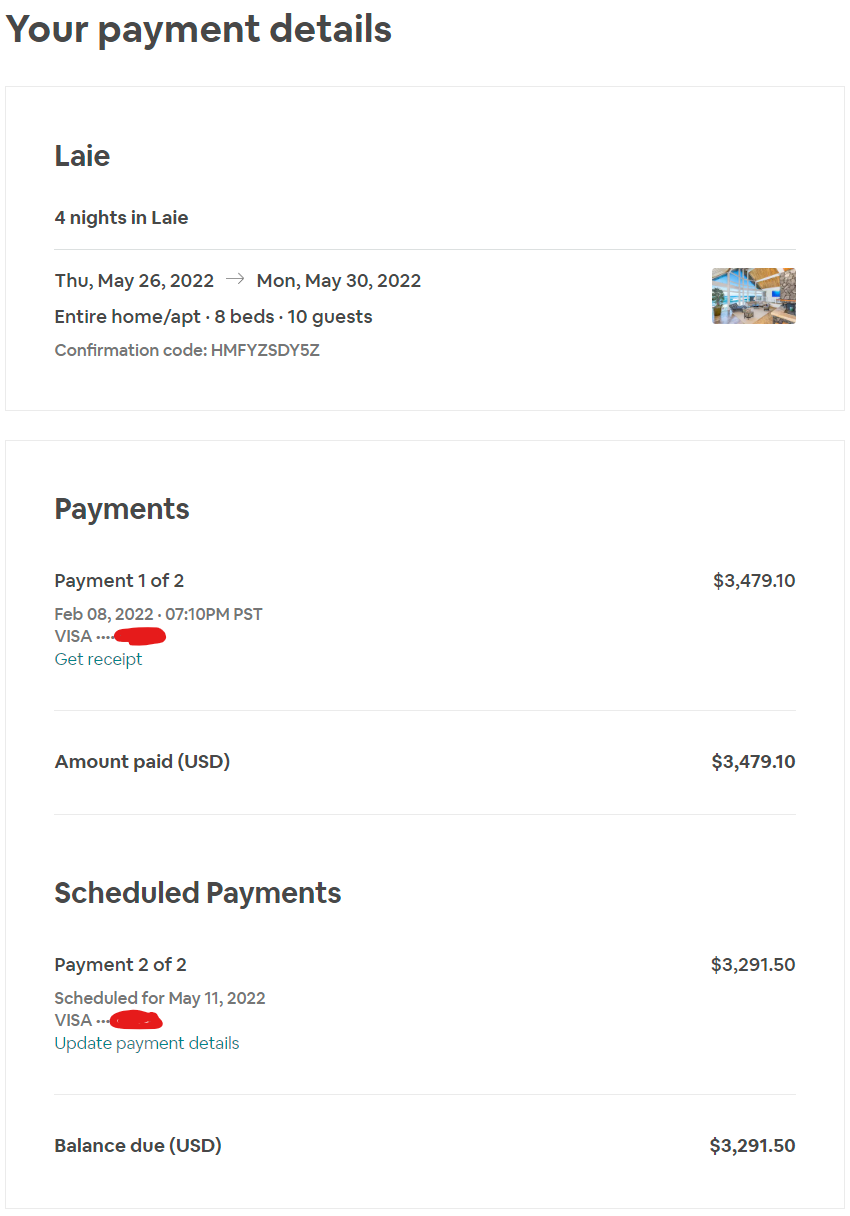 Your payment details
Laie
4 nights in Laie
Thu, May 26, 2022 → Mon, May 30, 2022
Entire home/apt · 8 beds · 10 guests
Confirmation code: HMFYZSDY5Z
Payments
Payment 1 of 2 $3,479.10
Feb 08, 2022 · 07:10PM PST
VISA ····
Get receipt
Amount paid (USD) $3,479.10
Scheduled Payments
Payment 2 of 2 $3,291.50
Scheduled for May 11, 2022
VISA ···
Update payment details
Balance due (USD) $3,291.50